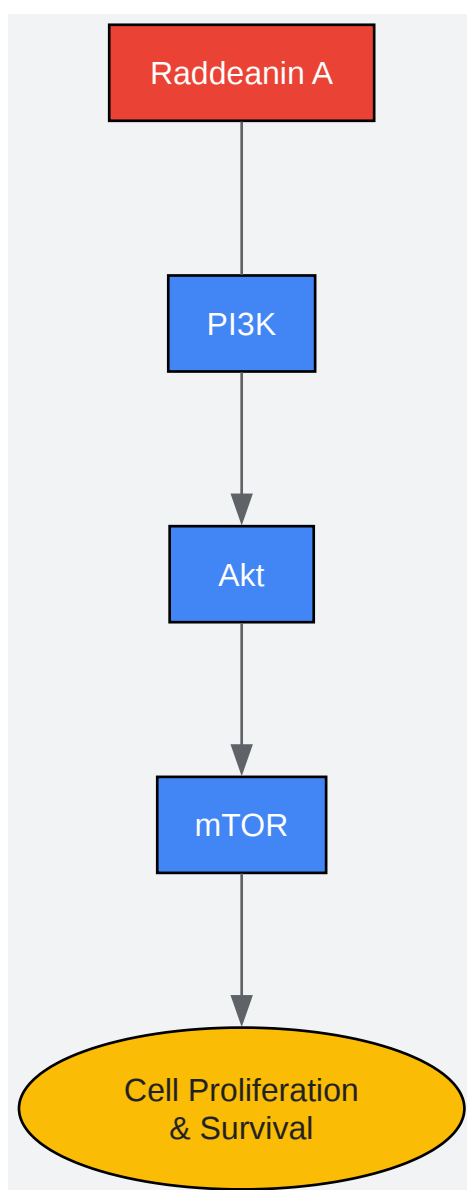 Raddeanin A
PI3K
Akt
mTOR
Cell Proliferation
& Survival